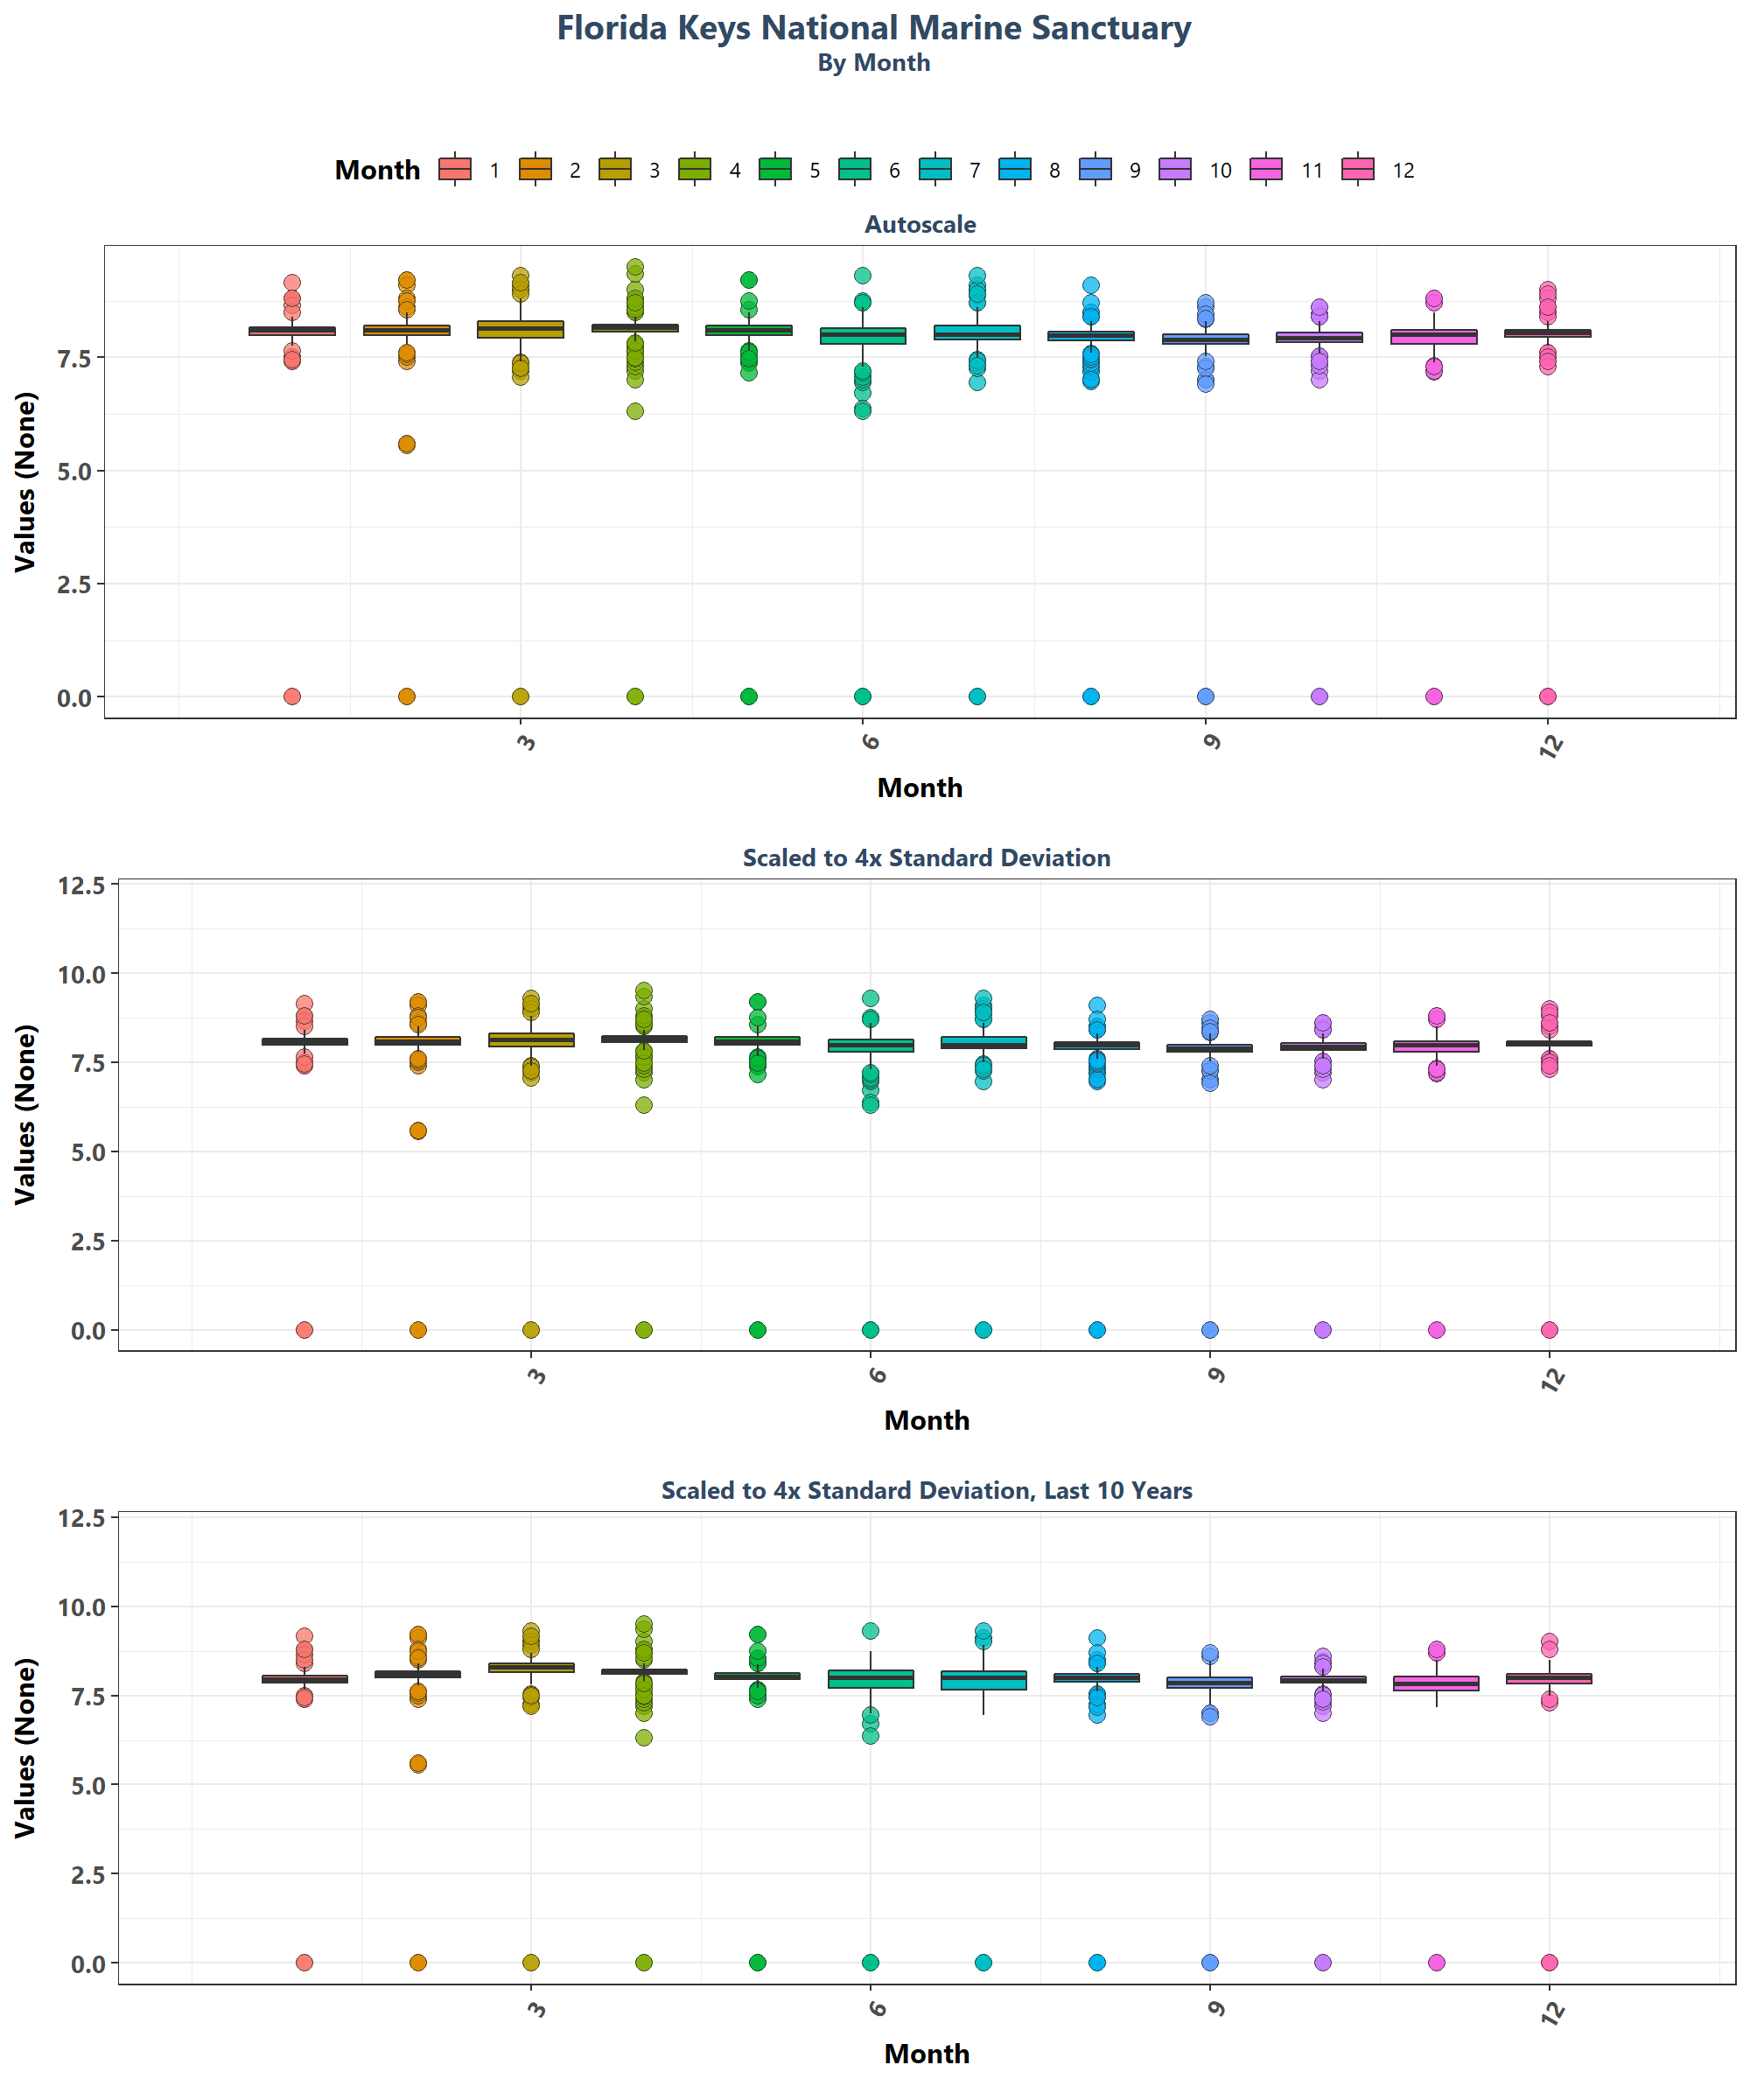 Florida Keys National Marine Sanctuary
By Month
Month 1 2 3 4 5 6 7 8 9 10 11 12
Autoscale
Values (None)
7.5
5.0
2.5
0.0
3 6 9 12
Month
Scaled to 4x Standard Deviation
Values (None)
12.5
10.0
7.5
5.0
2.5
0.0
3 6 9 12
Month
Scaled to 4x Standard Deviation, Last 10 Years
Values (None)
12.5
10.0
7.5
5.0
2.5
0.0
3 6 9 12
Month